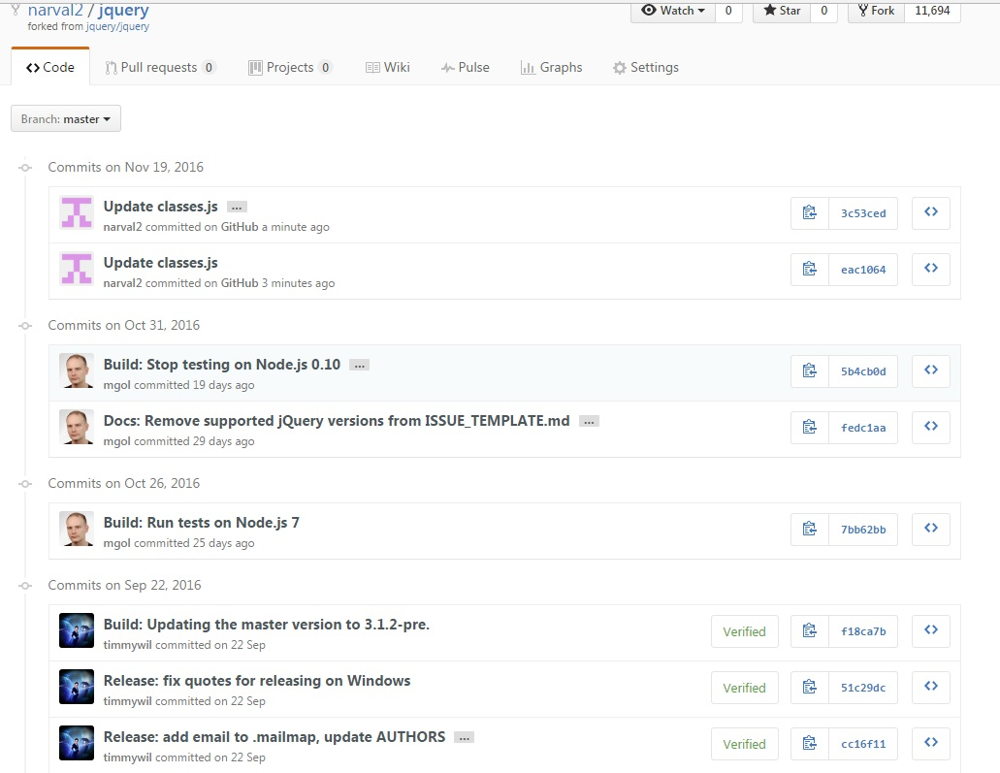 narval2 / jquery
forked from jquery/jquery
Watch 0 Star 0 Fork 11,694
Code Pull requests 0 Projects 0 Wiki Pulse Graphs Settings
Branch: master
Commits on Nov 19, 2016
Update classes.js ...
3c53ced
narval2 committed on GitHub a minute ago
Update classes.js
eac1064
narval2 committed on GitHub 3 minutes ago
Commits on Oct 31, 2016
Build: Stop testing on Node.js 0.10 ...
5b4cb0d
mgol committed 19 days ago
Docs: Remove supported jQuery versions from ISSUE_TEMPLATE.md ...
fedc1aa
mgol committed 29 days ago
Commits on Oct 26, 2016
Build: Run tests on Node.js 7
7bb62bb
mgol committed 25 days ago
Commits on Sep 22, 2016
Build: Updating the master version to 3.1.2-pre.
Verified f18ca7b
timmywil committed on 22 Sep
Release: fix quotes for releasing on Windows
Verified 51c29dc
timmywil committed on 22 Sep
Release: add email to .mailmap, update AUTHORS ...
Verified cc16f11
timmywil committed on 22 Sep